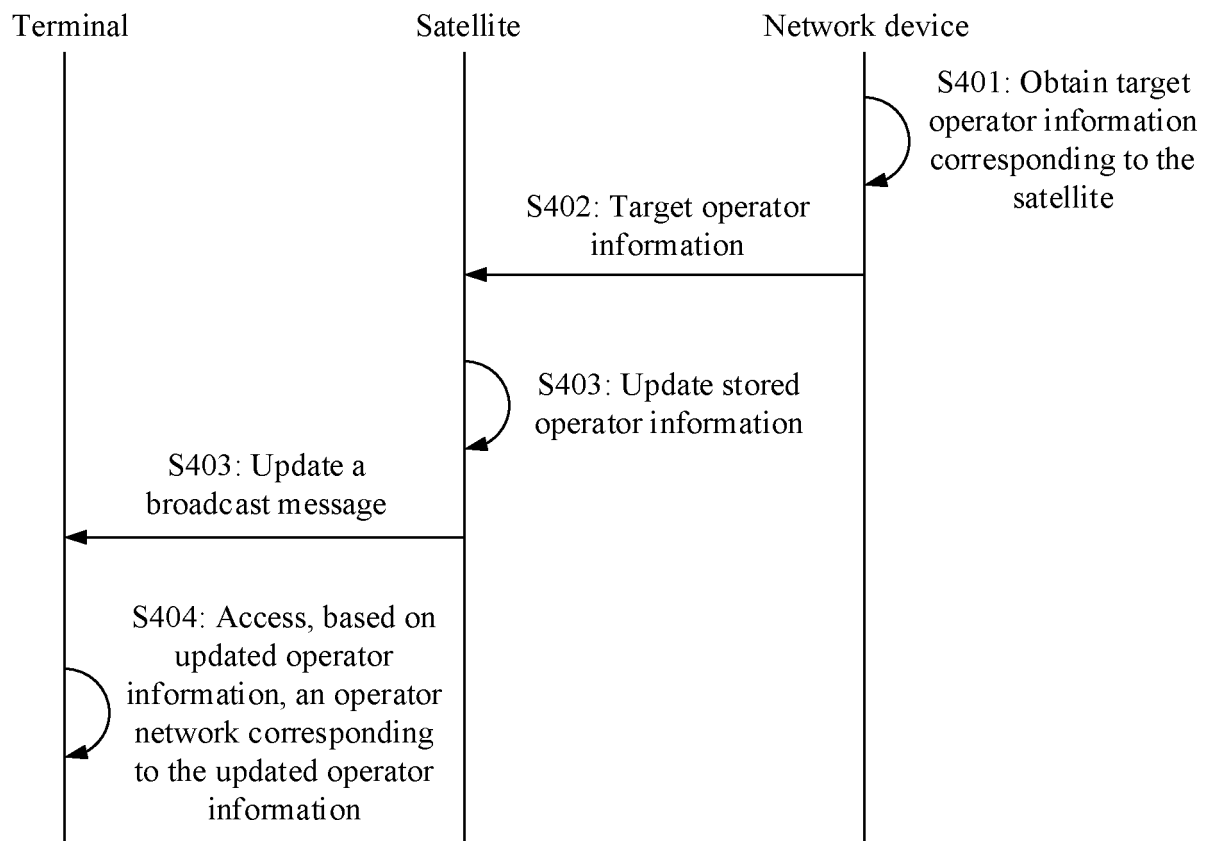 Terminal
Satellite
Network device
S401: Obtain target
operator information
corresponding to the
satellite
S402: Target operator
information
S403: Update stored
operator information
S403: Update a
broadcast message
S404: Access, based on
updated operator
information, an operator
network corresponding
to the updated operator
information